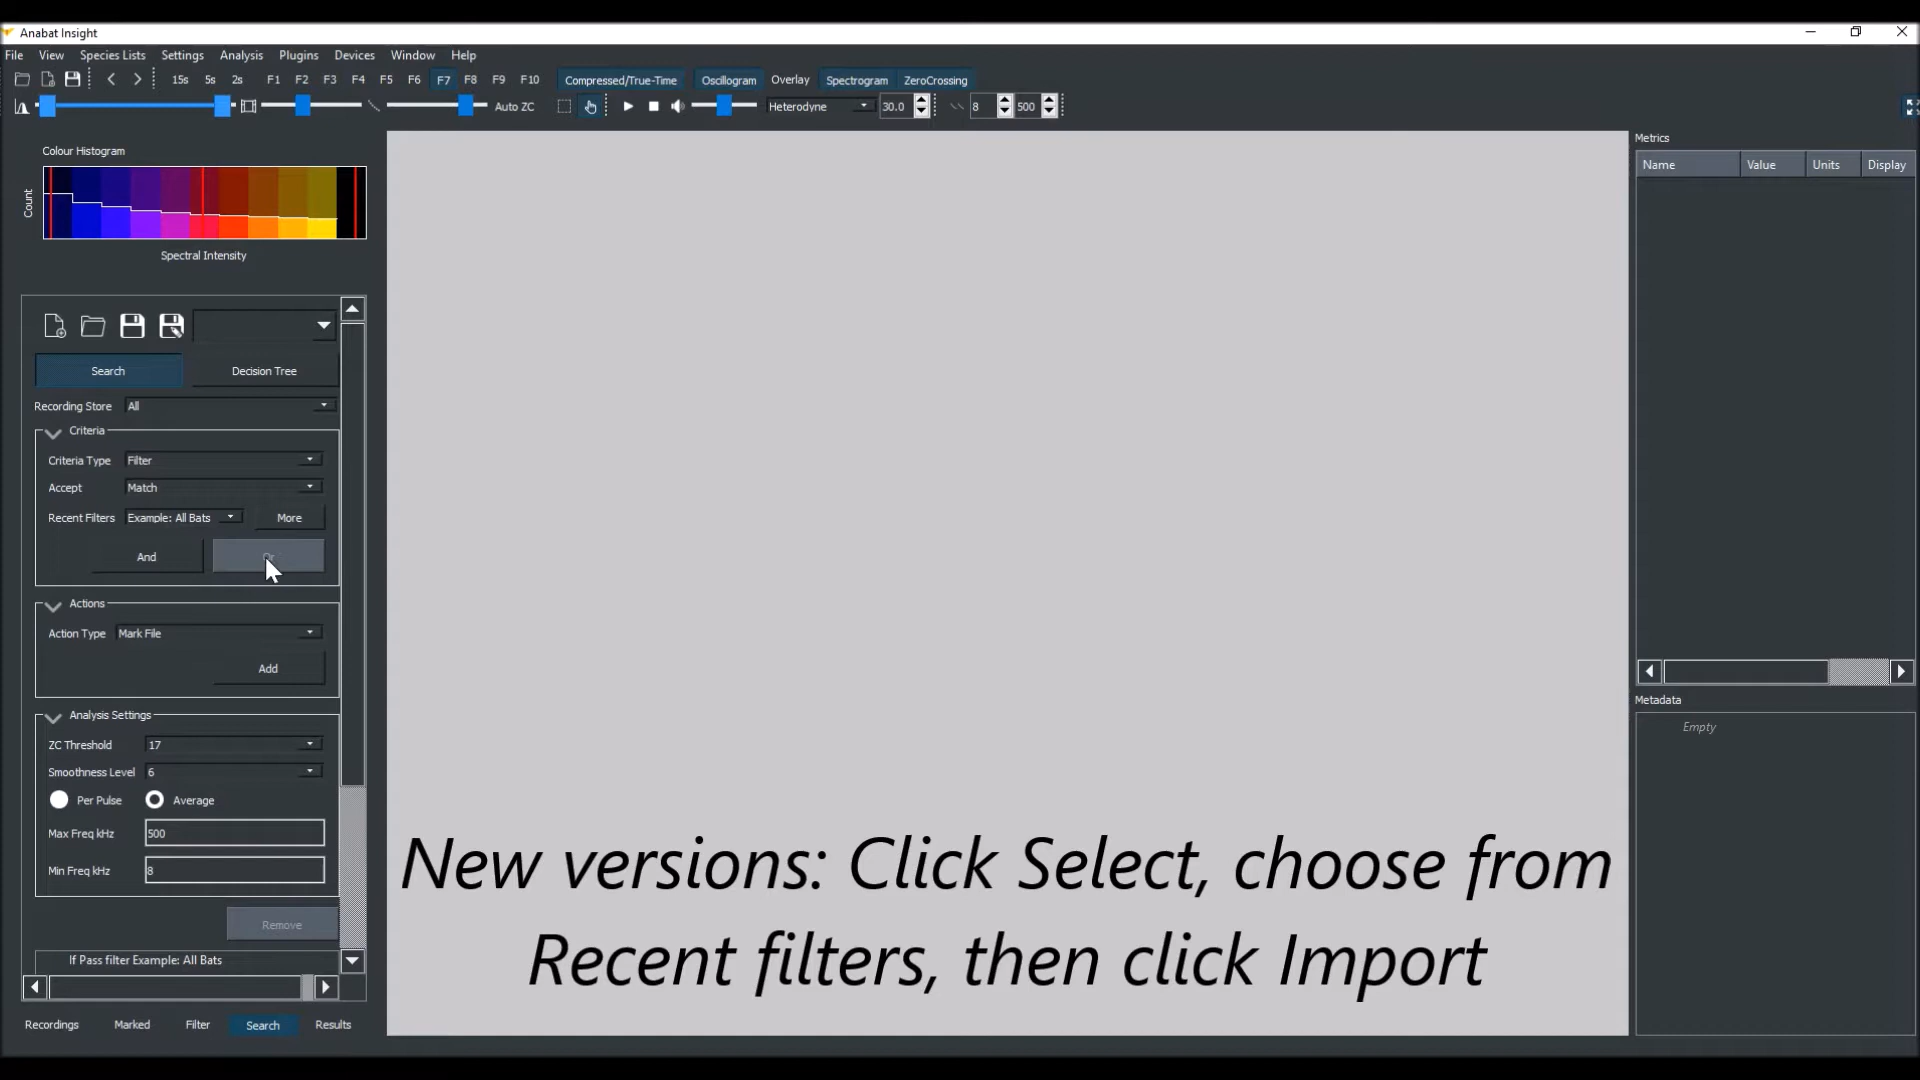 Anabat Insight
File View Species Lists Settings Analysis Plugins Devices Window Help
15s 5s 2s F1 F2 F3 F4 F5 F6 F7 F8 F9 F10 Compressed/True-Time Oscillogram Overlay Spectrogram ZeroCrossing
Auto ZC Heterodyne 30.0 8 500
Colour Histogram
Count
Spectral Intensity
Search Decision Tree
Recording Store All
Criteria
Criteria Type Filter
Accept Match
Recent Filters Example: All Bats More
And Or
Actions
Action Type Mark File
Add
Analysis Settings
ZC Threshold 17
Smoothness Level 6
Per Pulse Average
Max Freq kHz 500
Min Freq kHz 8
Remove
If Pass filter Example: All Bats
Recordings Marked Filter Search Results
New versions: Click Select, choose from
Recent filters, then click Import
Metrics
Name Value Units Display
Metadata
Empty